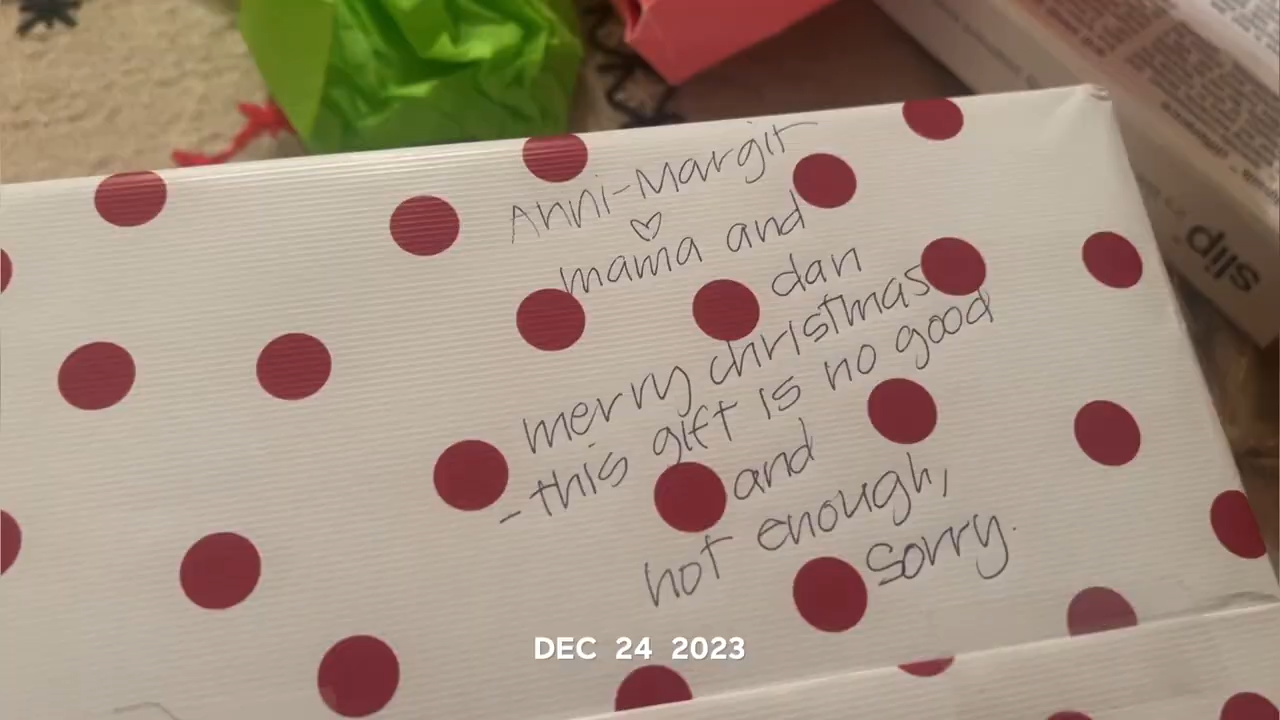 Anni-Margit
♡
mama and
dan
merry christmas
-this gift is no good
and
not enough,
sorry.
slip
DEC 24 2023